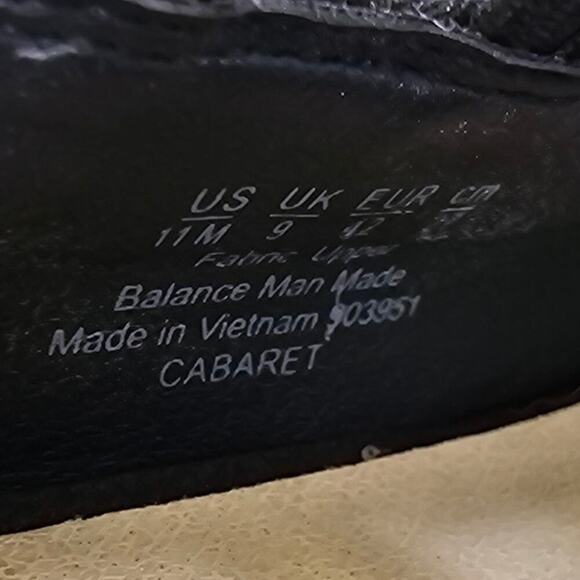 US UK EUR cm
11M 9 42
Fabric Upper
Balance Man Made
Made in Vietnam 903951
CABARET